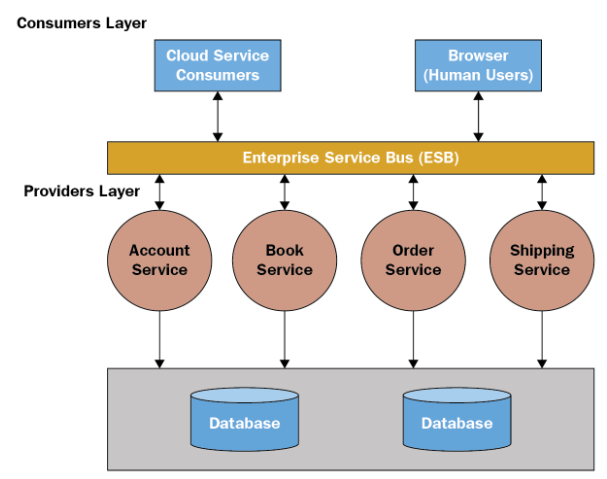 Consumers Layer
Cloud Service
Consumers
Browser
(Human Users)
Enterprise Service Bus (ESB)
Providers Layer
Account
Service
Book
Service
Order
Service
Shipping
Service
Database
Database